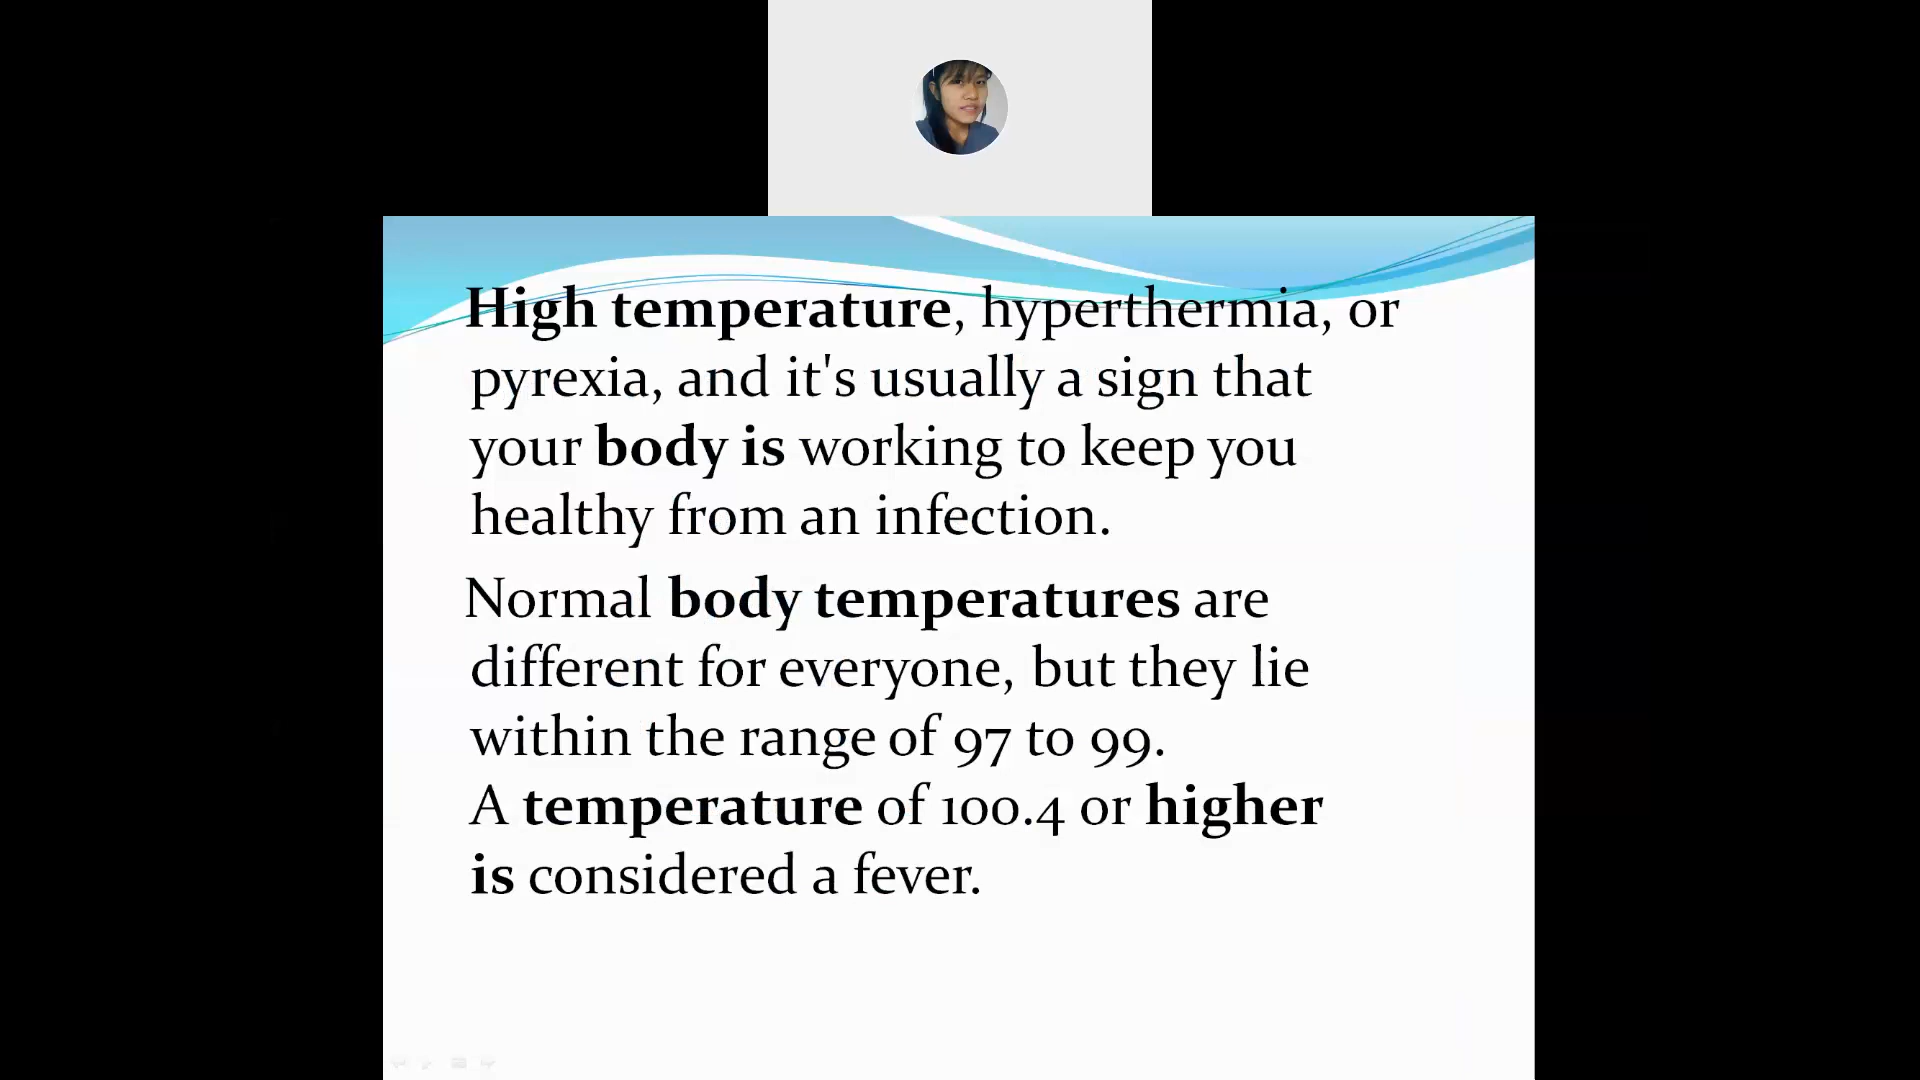 High temperature, hyperthermia, or
pyrexia, and it's usually a sign that
your body is working to keep you
healthy from an infection.
Normal body temperatures are
different for everyone, but they lie
within the range of 97 to 99.
A temperature of 100.4 or higher
is considered a fever.